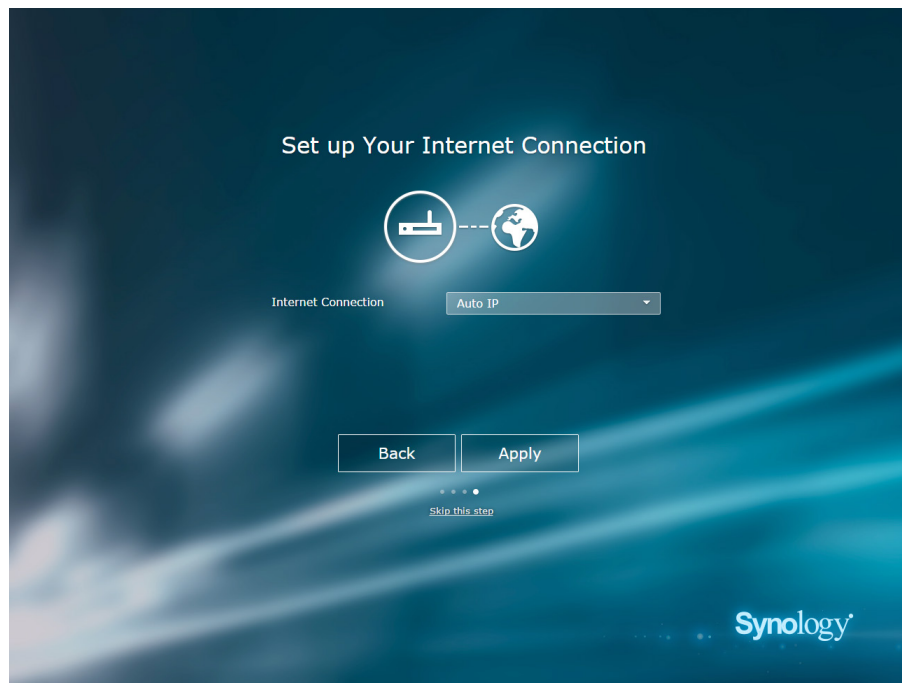 Set up Your Internet Connection
Internet Connection
Auto IP
Back
Apply
Skip this step
Synology